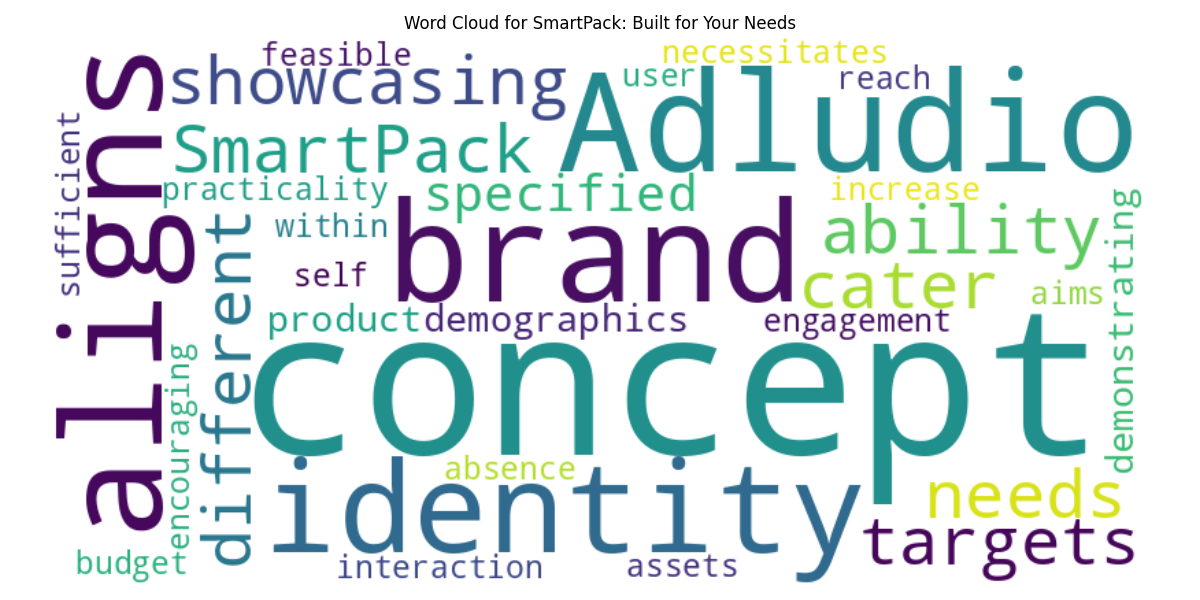 Word Cloud for SmartPack: Built for Your Needs
feasible
necessitates
showcasing
user
reach
Adludio
aligns
sufficient
SmartPack
practicality
specified
increase
demonstrating
within
different
brand
ability
self
cater
aims
product
demographics
engagement
concept
encouraging
absence
identity
needs
targets
budget
interaction
assets